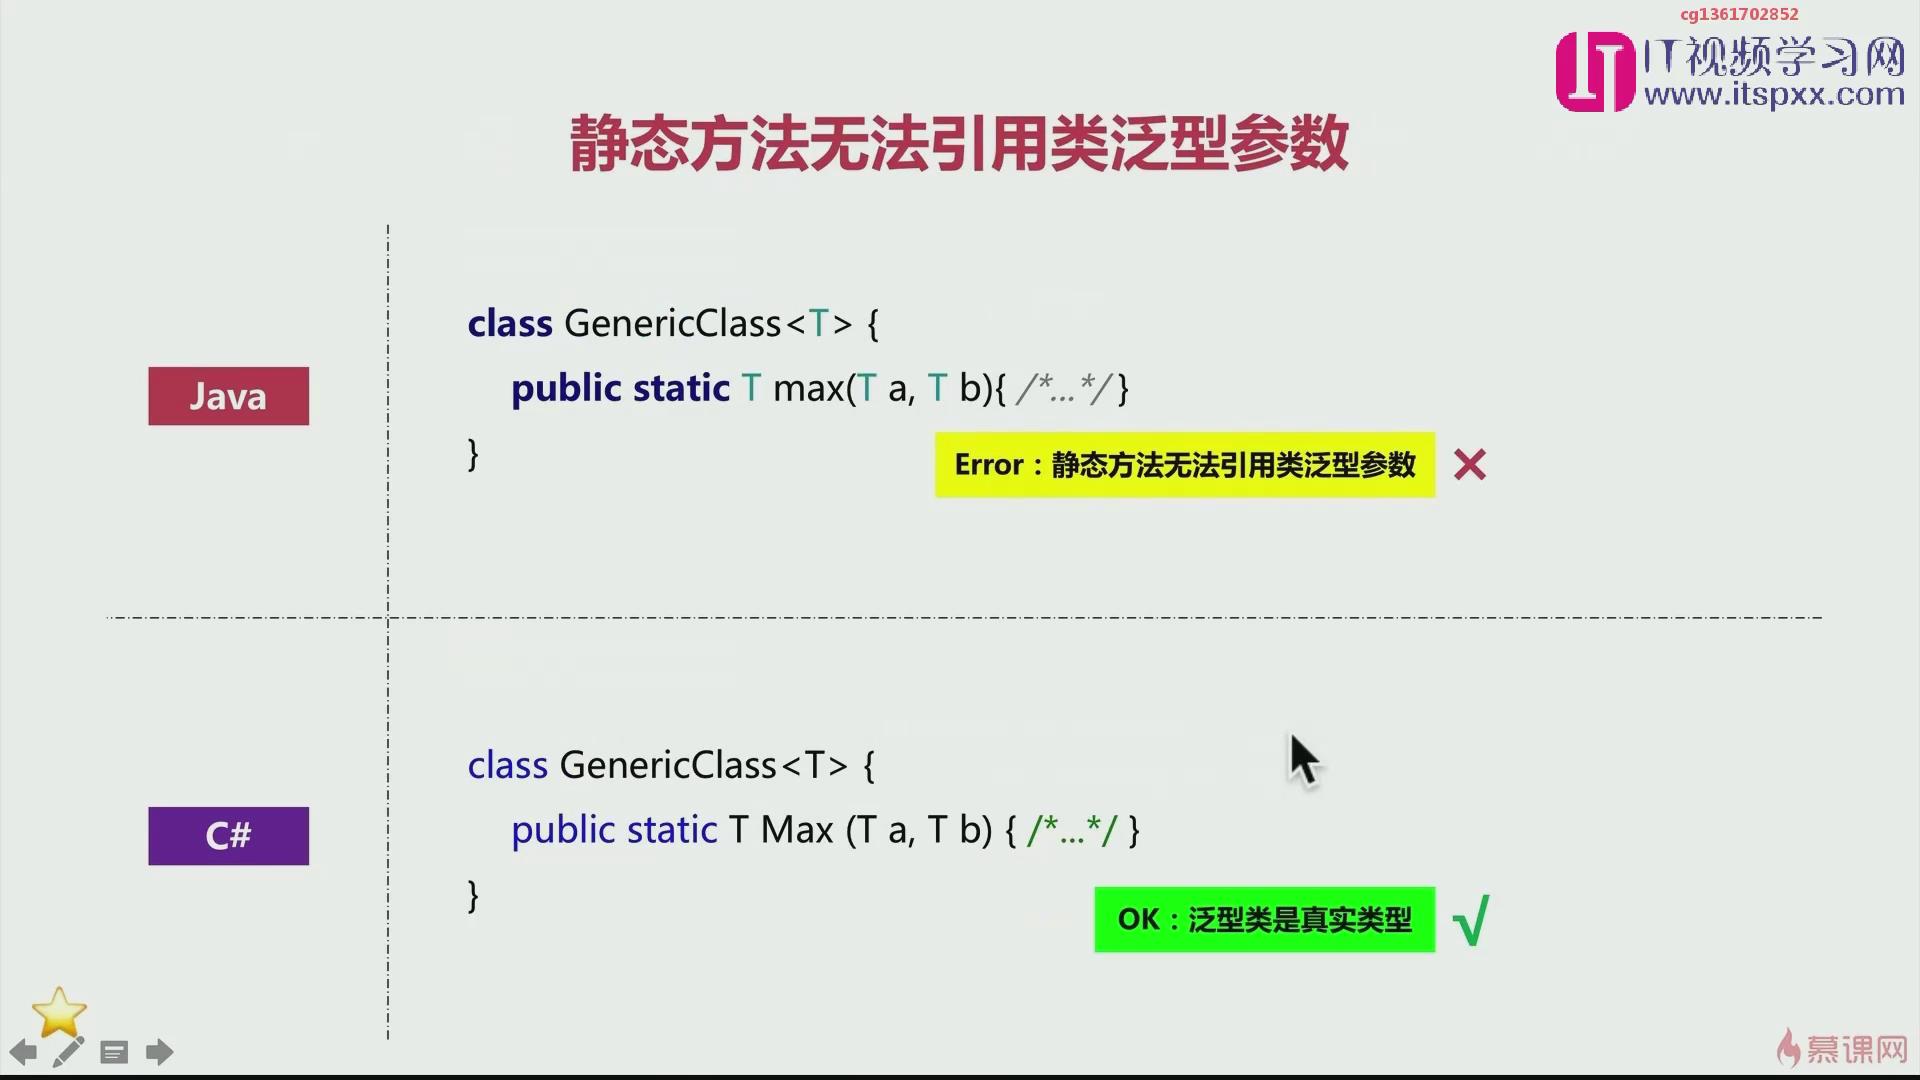 cg1361702852
IT视频学习网
www.itspxx.com
静态方法无法引用类泛型参数
Java
class GenericClass<T> {
public static T max(T a, T b){ /*...*/ }
}
Error：静态方法无法引用类泛型参数
C#
class GenericClass<T> {
public static T Max (T a, T b) { /*...*/ }
}
OK：泛型类是真实类型
慕课网